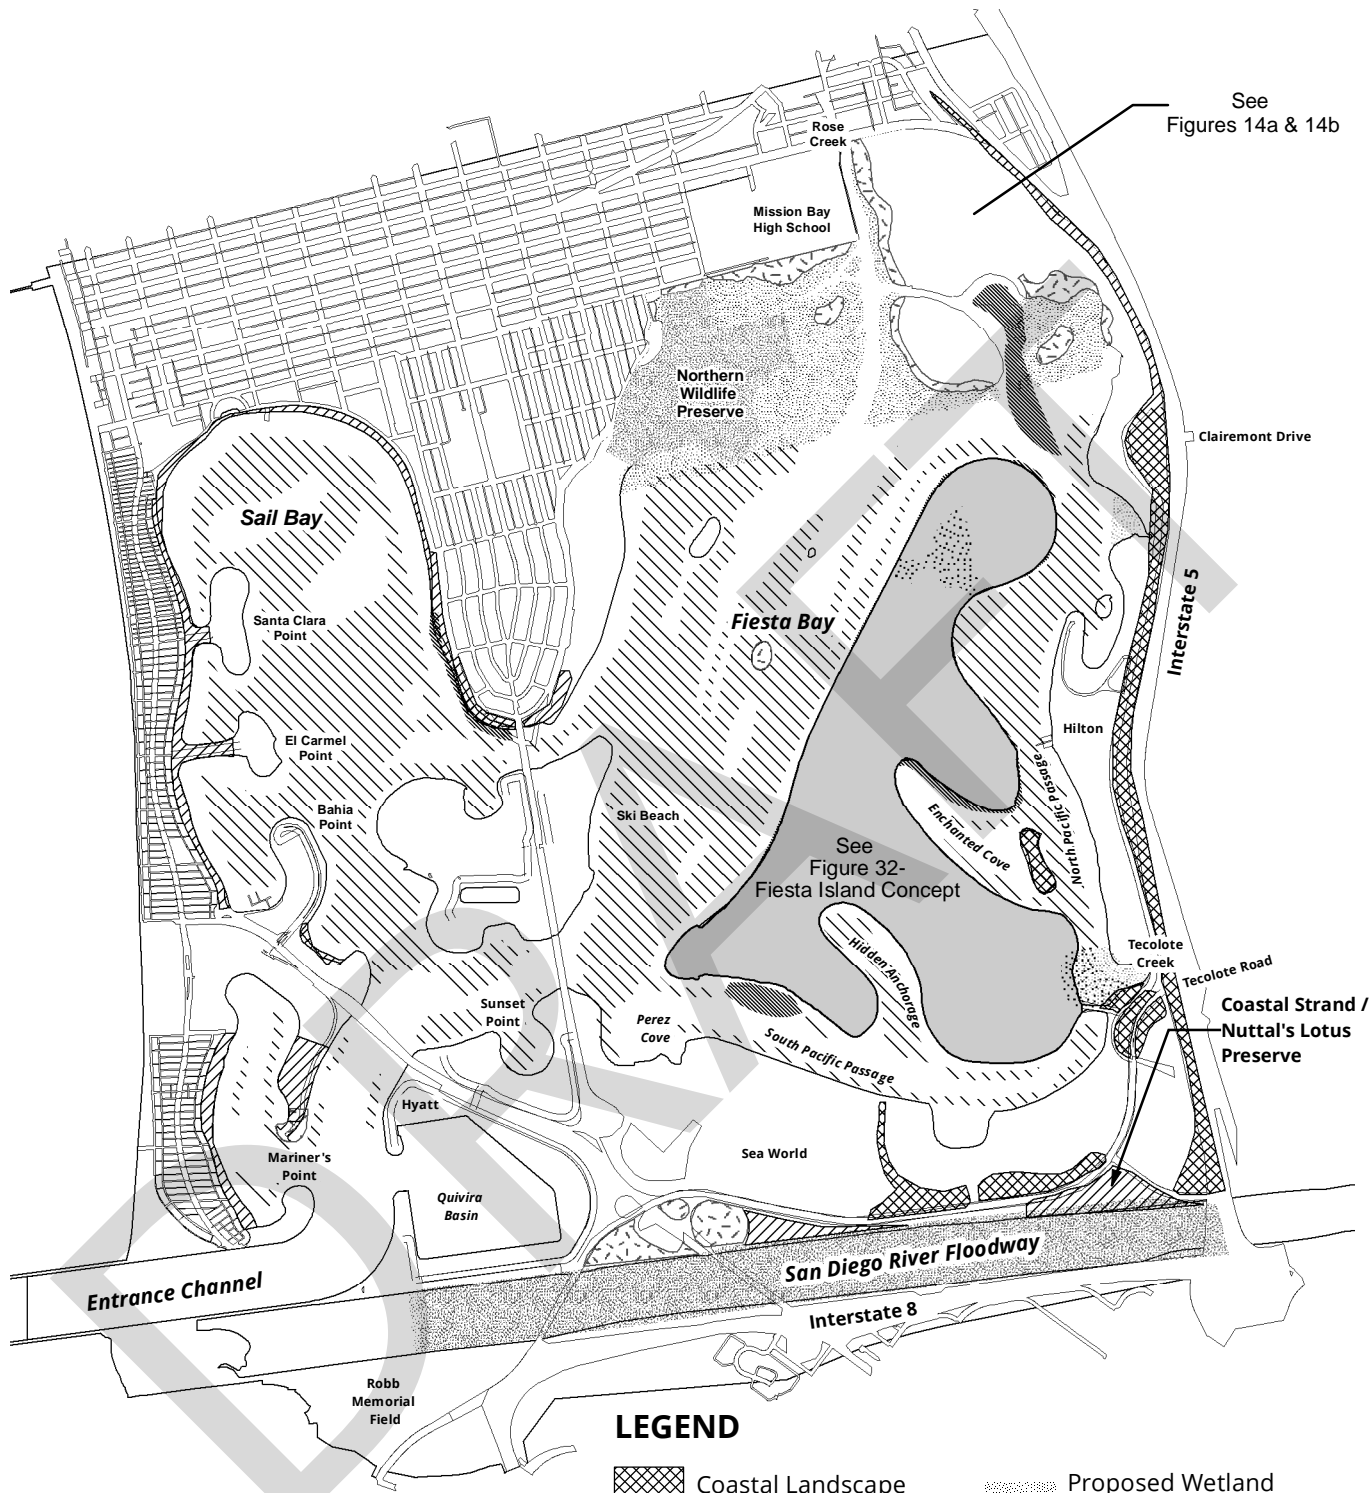 See
Figures 14a & 14b
Rose
Creek
Mission Bay
High School
Northern
Wildlife
Preserve
Clairemont Drive
Sail Bay
Santa Clara
Point
Fiesta Bay
Interstate 5
El Carmel
Point
Hilton
Bahia
Point
Ski Beach
North Pacific Passage
Enchanted Cove
See
Figure 32-
Fiesta Island Concept
Hidden Anchorage
Tecolote
Creek
Tecolote Road
Sunset
Point
Perez
Cove
South Pacific Passage
Coastal Strand /
Nuttal's Lotus
Preserve
Hyatt
Sea World
Mariner's
Point
Quivira
Basin
San Diego River Floodway
Entrance Channel
Interstate 8
Robb
Memorial
Field
DRAFT
LEGEND
Coastal Landscape
Proposed Wetland